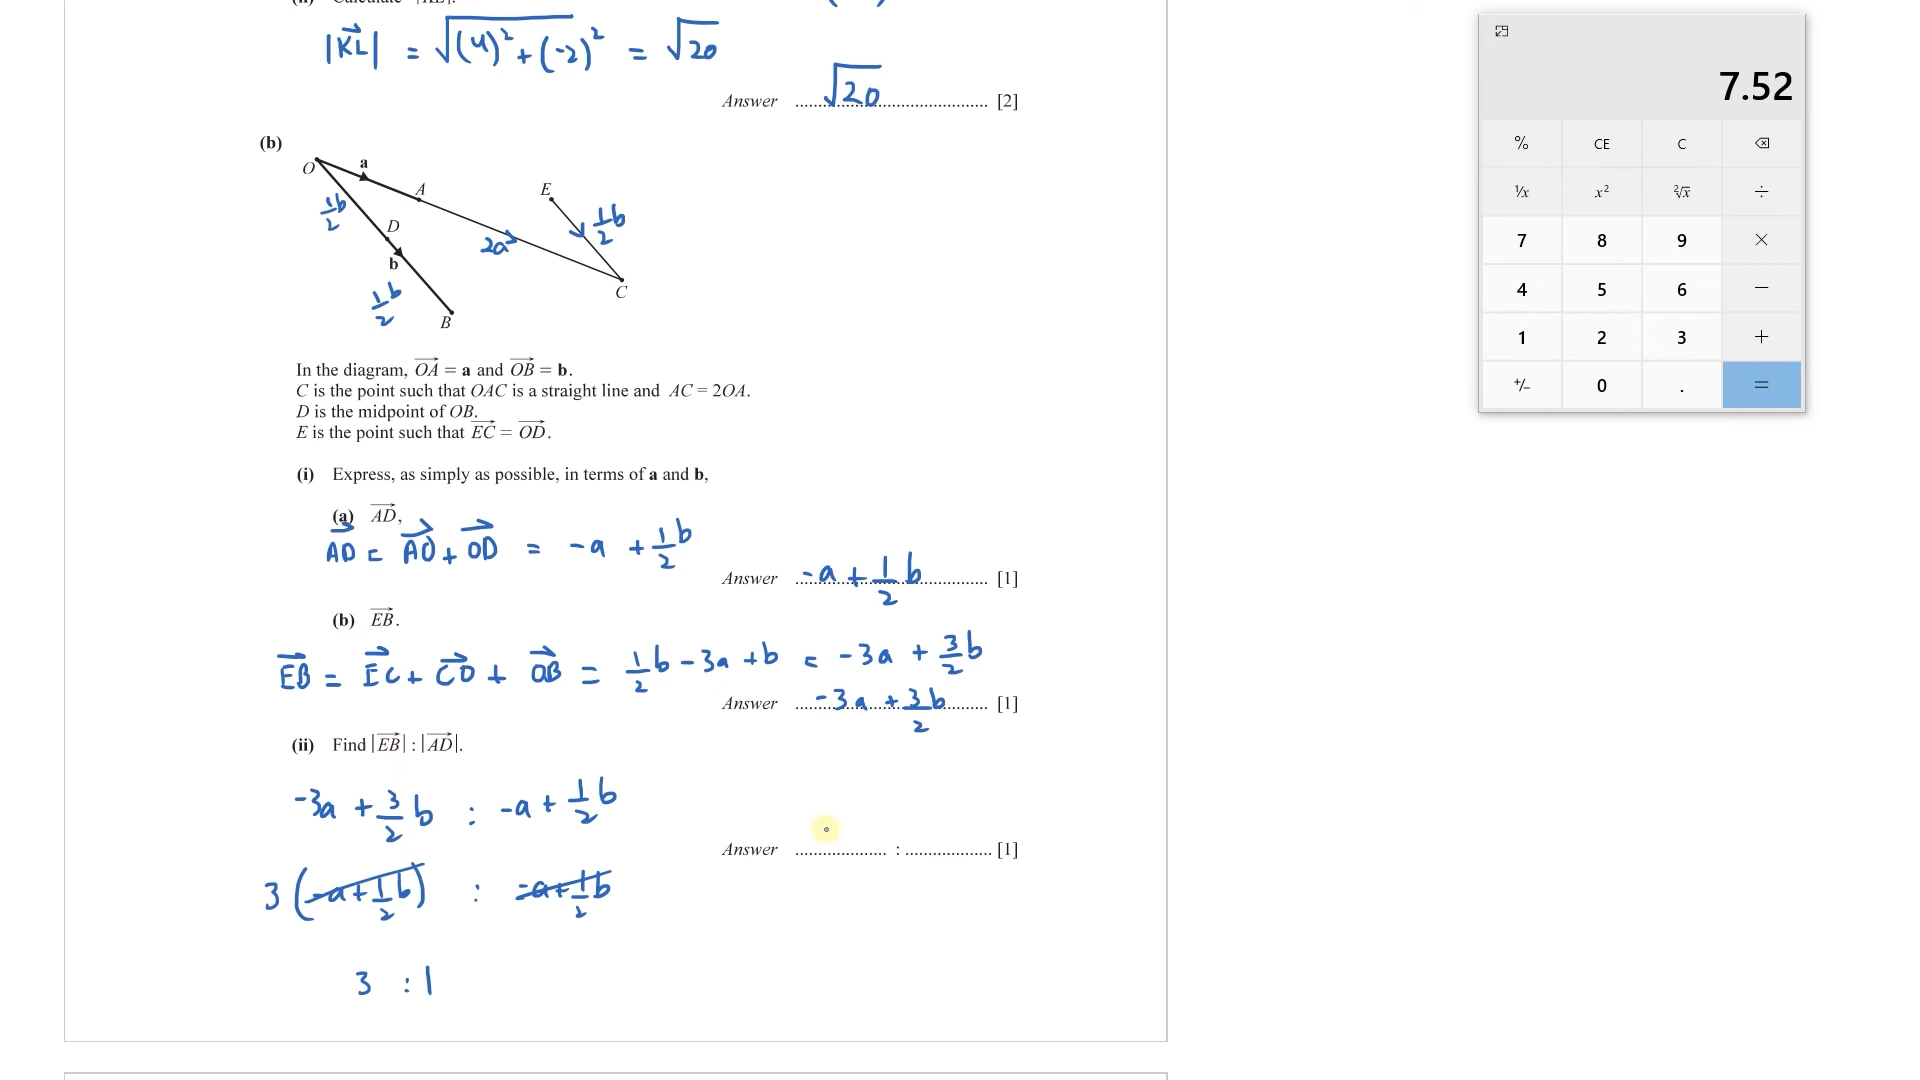 |KL| = √(4)² + (-2)² = √20
Answer √20 [2]
(b)
O a A E
1/2 b D 2a 1/2 b
b
1/2 b B C
In the diagram, OA = a and OB = b.
C is the point such that OAC is a straight line and AC = 2OA.
D is the midpoint of OB.
E is the point such that EC = OD.
(i) Express, as simply as possible, in terms of a and b,
(a) AD,
AD = AO + OD = -a + 1/2 b
Answer -a + 1/2 b [1]
(b) EB.
EB = EC + CO + OB = 1/2 b - 3a + b = -3a + 3/2 b
Answer -3a + 3/2 b [1]
(ii) Find |EB| : |AD|.
-3a + 3/2 b : -a + 1/2 b
Answer .................... : .................... [1]
3 (-a + 1/2 b) : -a + 1/2 b
3 : 1
7.52
% CE C
1/x x² ²√x ÷
7 8 9 ×
4 5 6 −
1 2 3 +
+/− 0 . =